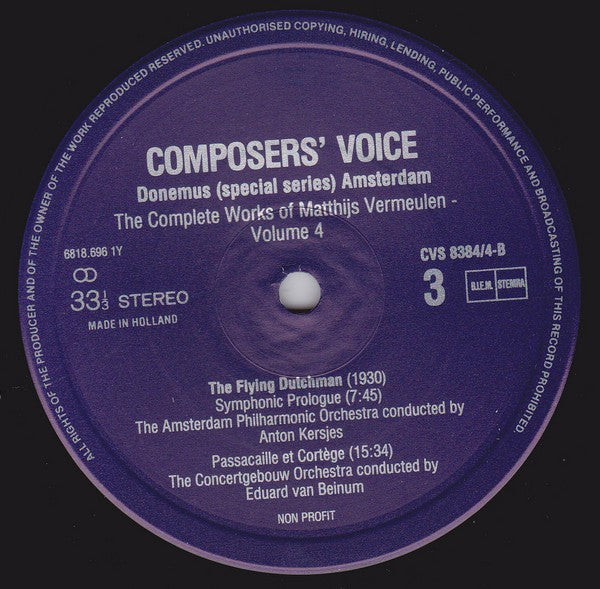 ALL RIGHTS OF THE PRODUCER AND OF THE OWNER OF THE WORK REPRODUCED RESERVED. UNAUTHORISED COPYING, HIRING, LENDING, PUBLIC PERFORMANCE AND BROADCASTING OF THIS RECORD PROHIBITED.
COMPOSERS' VOICE
Donemus (special series) Amsterdam
The Complete Works of Matthijs Vermeulen -
Volume 4
6818.696 1Y
33 1/3 STEREO
MADE IN HOLLAND
CVS 8384/4-B
3
B.I.E.M. STEMRA
The Flying Dutchman (1930)
Symphonic Prologue (7:45)
The Amsterdam Philharmonic Orchestra conducted by
Anton Kersjes
Passacaille et Cortège (15:34)
The Concertgebouw Orchestra conducted by
Eduard van Beinum
NON PROFIT